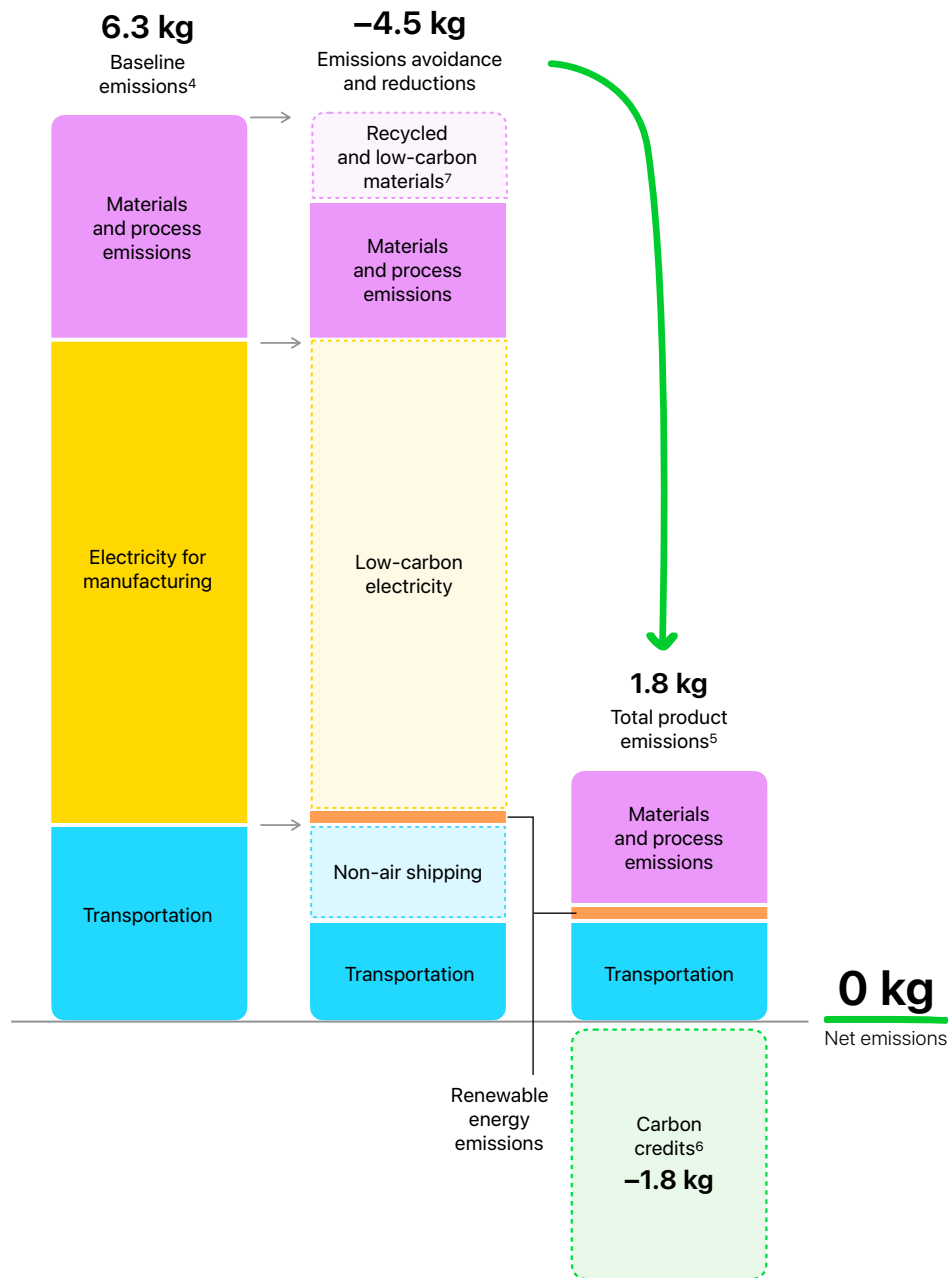 6.3 kg
Baseline
emissions⁴
Materials
and process
emissions
Electricity for
manufacturing
Transportation
–4.5 kg
Emissions avoidance
and reductions
Recycled
and low-carbon
materials⁷
Materials
and process
emissions
Low-carbon
electricity
Non-air shipping
Transportation
Renewable
energy
emissions
1.8 kg
Total product
emissions⁵
Materials
and process
emissions
Transportation
Carbon
credits⁶
–1.8 kg
0 kg
Net emissions